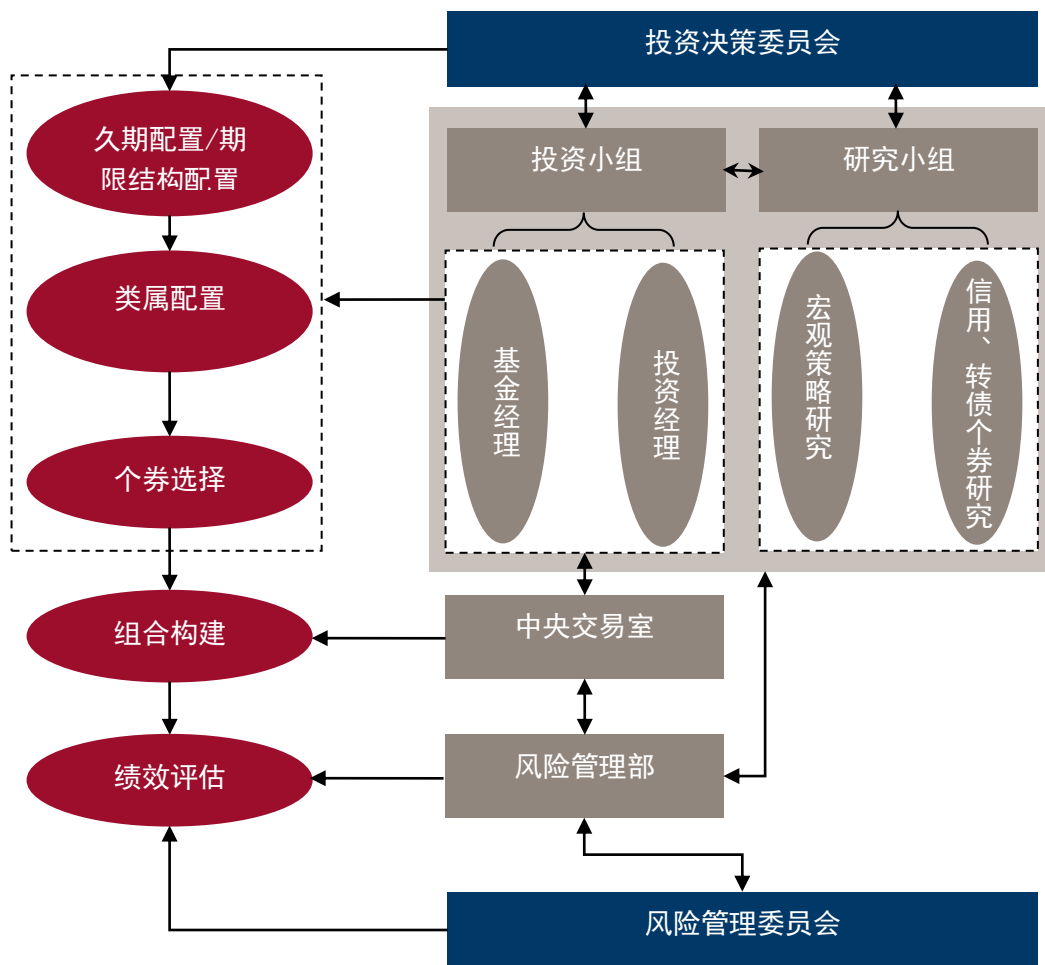 投资决策委员会
久期配置/期
限结构配置
投资小组
研究小组
类属配置
基金经理
投资经理
宏观策略研究
信用、转债个券研究
个券选择
组合构建
中央交易室
绩效评估
风险管理部
风险管理委员会